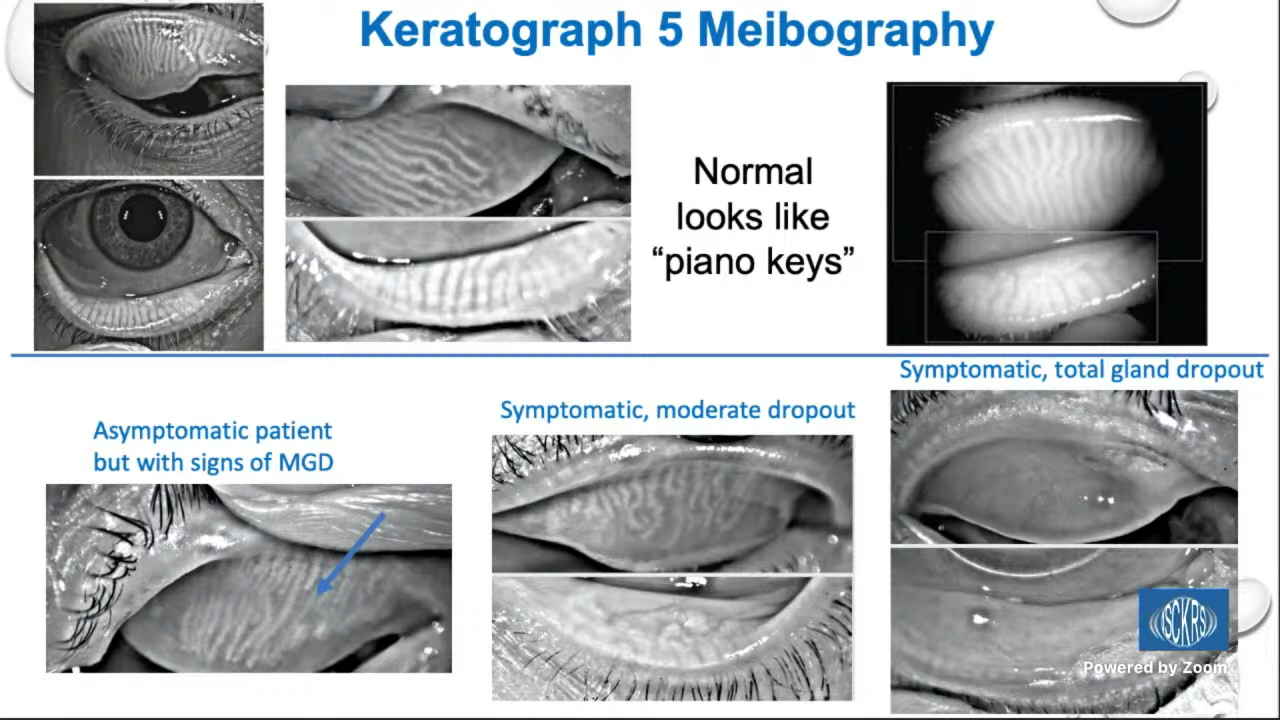 Keratograph 5 Meibography
Normal
looks like
“piano keys”
Symptomatic, total gland dropout
Symptomatic, moderate dropout
Asymptomatic patient
but with signs of MGD
ISCKRS
Powered by Zoom